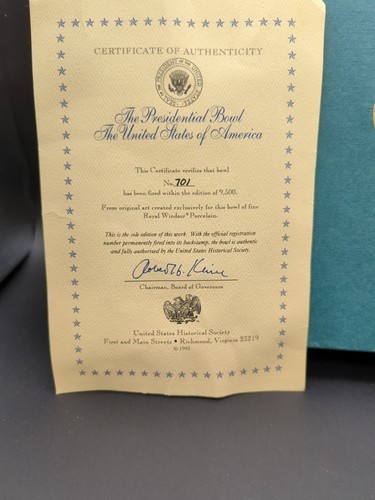 CERTIFICATE OF AUTHENTICITY
The Presidential Bowl
The United States of America
This Certificate verifies that bowl
No. 701
has been fired within the edition of 9,500.
From original art created exclusively for this bowl of fine
Royal Windsor® Porcelain.
This is the sole edition of this work. With the official registration
number permanently fired into its backstamp, the bowl is authentic
and fully authorized by the United States Historical Society.
Chairman, Board of Governors
United States Historical Society
First and Main Streets • Richmond, Virginia 23219